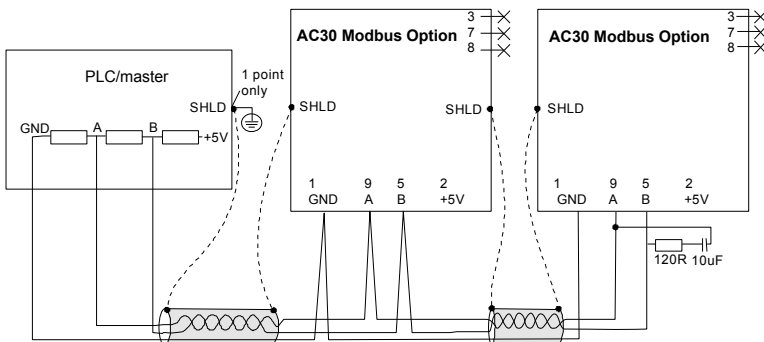 PLC/master
1 point
only
SHLD
GND A B +5V
AC30 Modbus Option
3
7
8
SHLD SHLD
1 9 5 2
GND A B +5V
AC30 Modbus Option
3
7
8
SHLD
1 9 5 2
GND A B +5V
120R 10uF